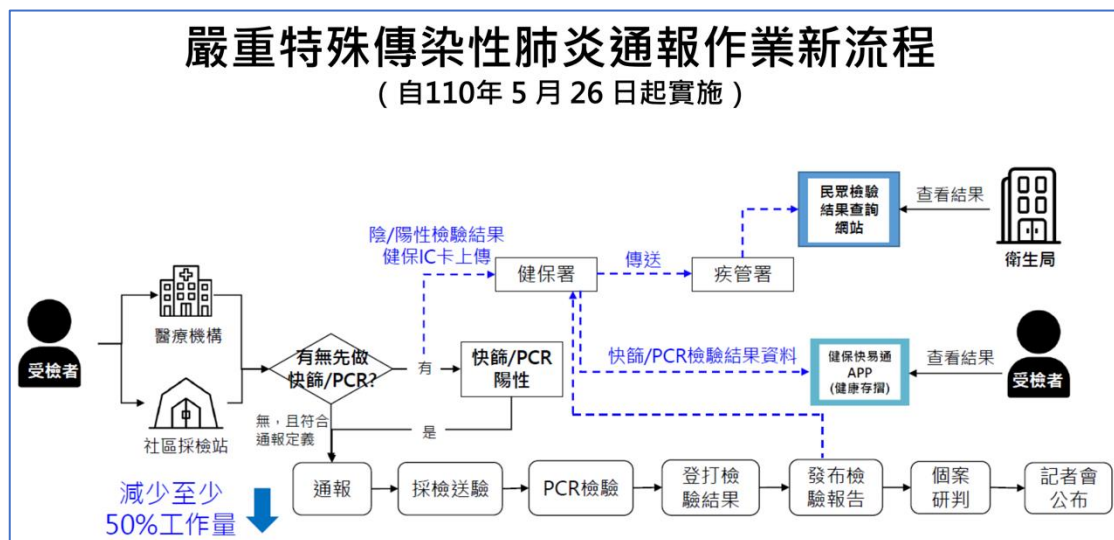 嚴重特殊傳染性肺炎通報作業新流程
(自110年 5 月 26 日起實施)
民眾檢驗
結果查詢
網站
查看結果
衛生局
陰/陽性檢驗結果
健保IC卡上傳
健保署
傳送
疾管署
受檢者
醫療機構
社區採檢站
有無先做
快篩/PCR?
有
快篩/PCR
陽性
快篩/PCR檢驗結果資料
健保快易通
APP
(健康存摺)
查看結果
受檢者
無，且符合
通報定義
是
減少至少
50%工作量
通報
採檢送驗
PCR檢驗
登打檢
驗結果
發布檢
驗報告
個案
研判
記者會
公布